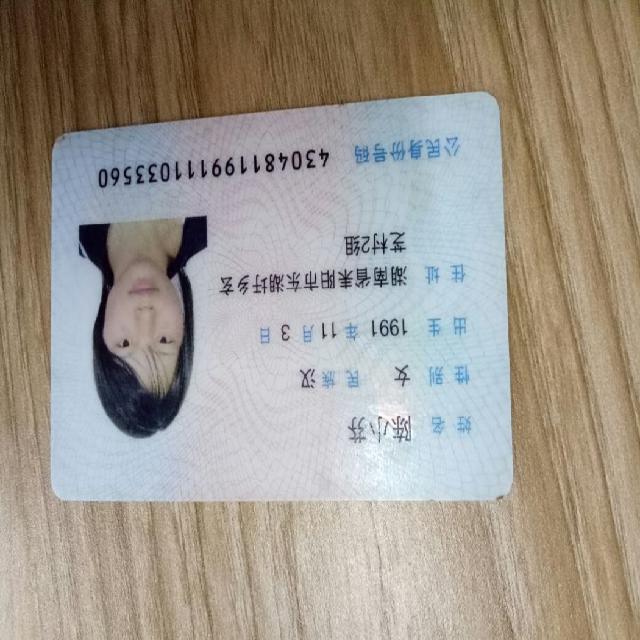 姓名 陈小芬
性别 女 民族 汉
出生 1991 年 11 月 3 日
住址 湖南省耒阳市东湖圩乡名
芝村2组
公民身份号码 430481199111033560